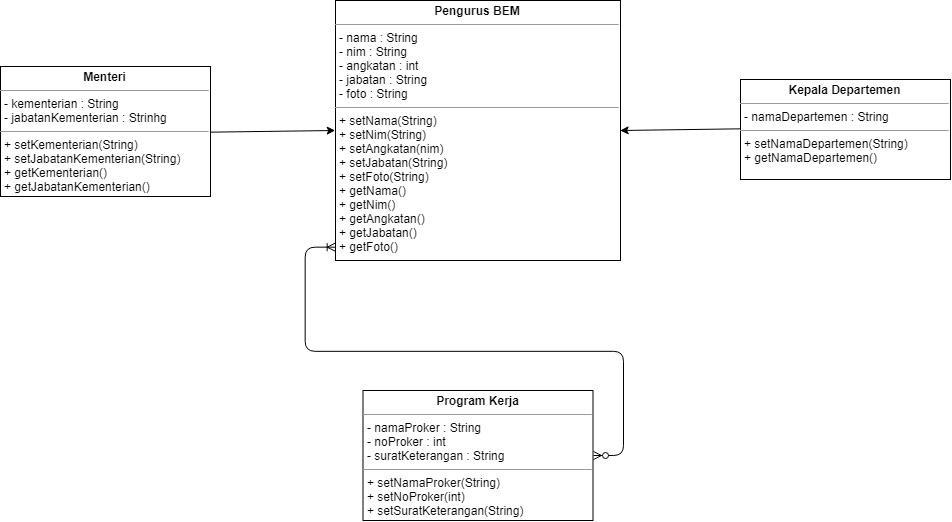 Pengurus BEM
- nama : String
- nim : String
- angkatan : int
- jabatan : String
- foto : String
+ setNama(String)
+ setNim(String)
+ setAngkatan(nim)
+ setJabatan(String)
+ setFoto(String)
+ getNama()
+ getNim()
+ getAngkatan()
+ getJabatan()
+ getFoto()
Menteri
- kementerian : String
- jabatanKementerian : Strinhg
+ setKementerian(String)
+ setJabatanKementerian(String)
+ getKementerian()
+ getJabatanKementerian()
Kepala Departemen
- namaDepartemen : String
+ setNamaDepartemen(String)
+ getNamaDepartemen()
Program Kerja
- namaProker : String
- noProker : int
- suratKeterangan : String
+ setNamaProker(String)
+ setNoProker(int)
+ setSuratKeterangan(String)